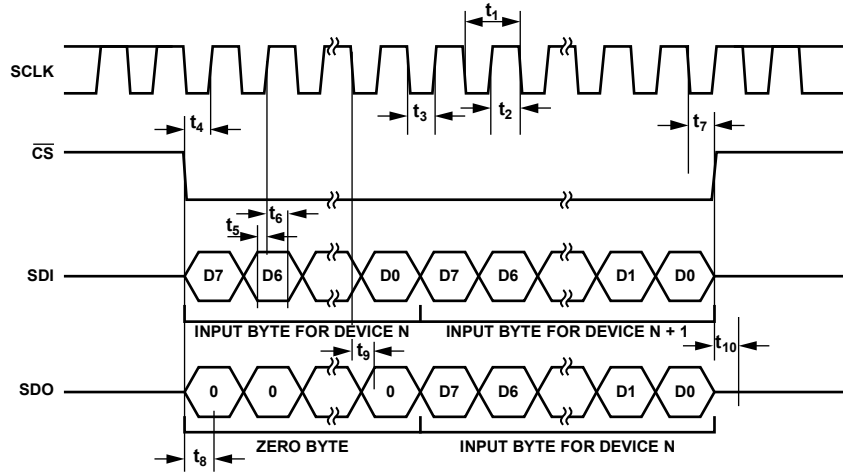 t1
SCLK
t4
t3
t2
t7
CS
t6
t5
SDI
D7
D6
D0
D7
D6
D1
D0
INPUT BYTE FOR DEVICE N
INPUT BYTE FOR DEVICE N + 1
t9
t10
SDO
0
0
0
D7
D6
D1
D0
ZERO BYTE
INPUT BYTE FOR DEVICE N
t8